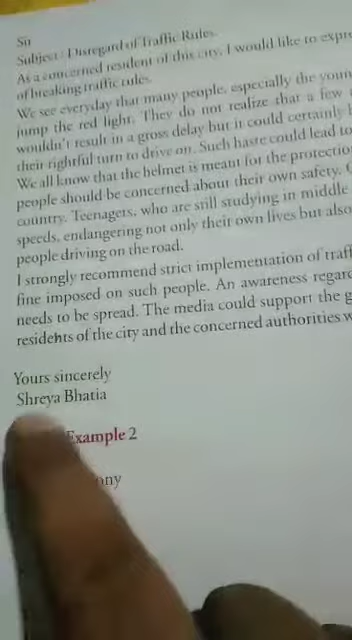 Sir
Subject : Disregard of Traffic Rules.
As a concerned resident of this city, I would like to expre
of breaking traffic rules.
We see everyday that many people, especially the youn
jump the red light. They do not realize that a few
wouldn't result in a gross delay but it could certainly
their rightful turn to drive on. Such haste could lead to
We all know that the helmet is meant for the protectio
people should be concerned about their own safety.
country. Teenagers, who are still studying in middle
speeds, endangering not only their own lives but also
people driving on the road.
I strongly recommend strict implementation of traff
fine imposed on such people. An awareness regar
needs to be spread. The media could support the g
residents of the city and the concerned authorities w
Yours sincerely
Shreya Bhatia
Example 2
ony